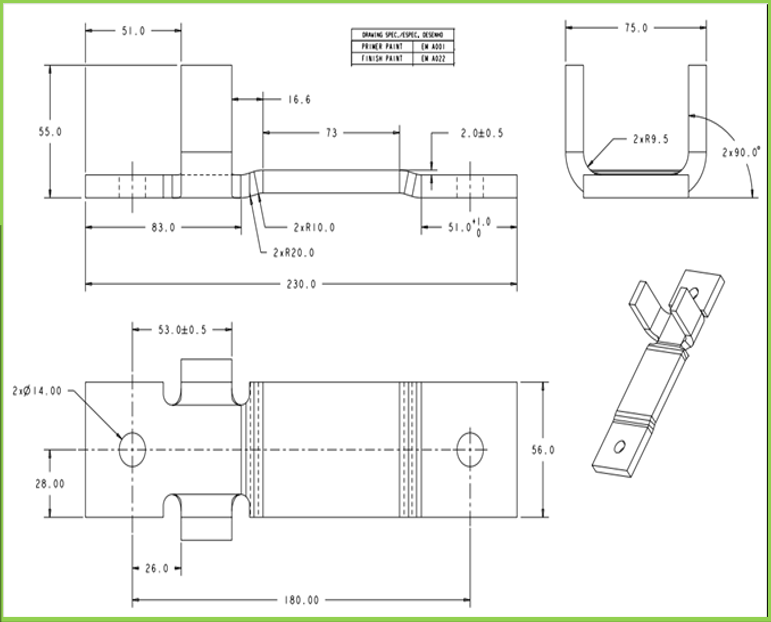 51.0
DRAWING SPEC./ESPEC. DESENHO
PRIMER PAINT EM A001
FINISH PAINT EM A022
75.0
16.6
55.0
73
2.0±0.5
2xR9.5
2x90.0°
83.0
2xR10.0
51.0 +1.0 0
2xR20.0
230.0
53.0±0.5
2xØ14.00
56.0
28.00
26.0
180.00